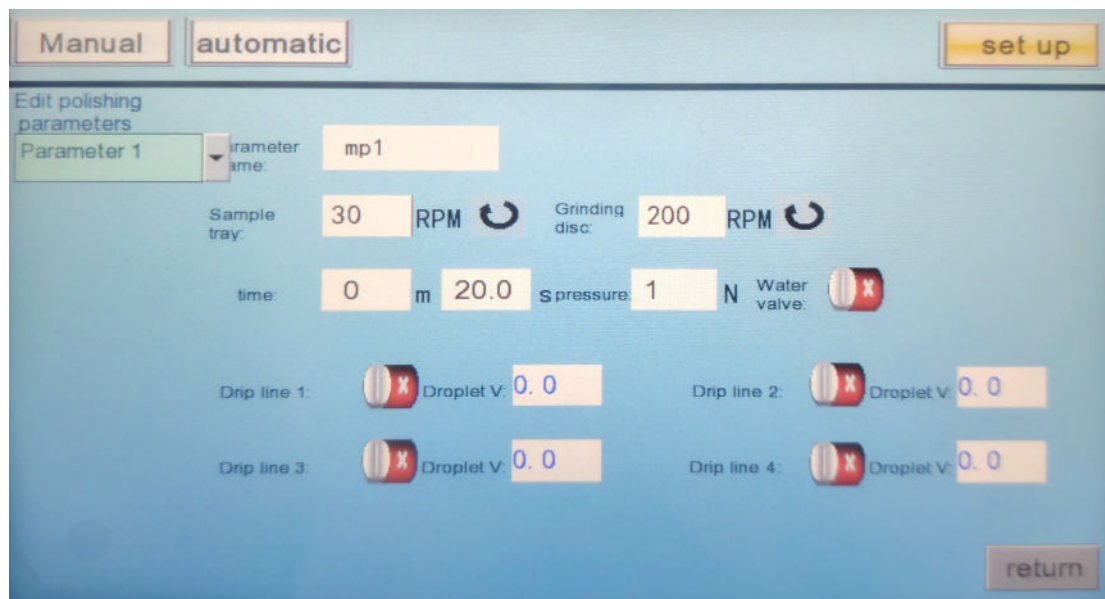 Manual automatic set up
Edit polishing
parameters
Parameter 1
rameter mp1
ame:
Sample 30 RPM Grinding 200 RPM
tray: disc:
time: 0 m 20.0 s pressure: 1 N Water
valve:
Drip line 1: X Droplet V: 0. 0 Drip line 2: X Droplet V: 0. 0
Drip line 3: X Droplet V: 0. 0 Drip line 4: X Droplet V: 0. 0
return